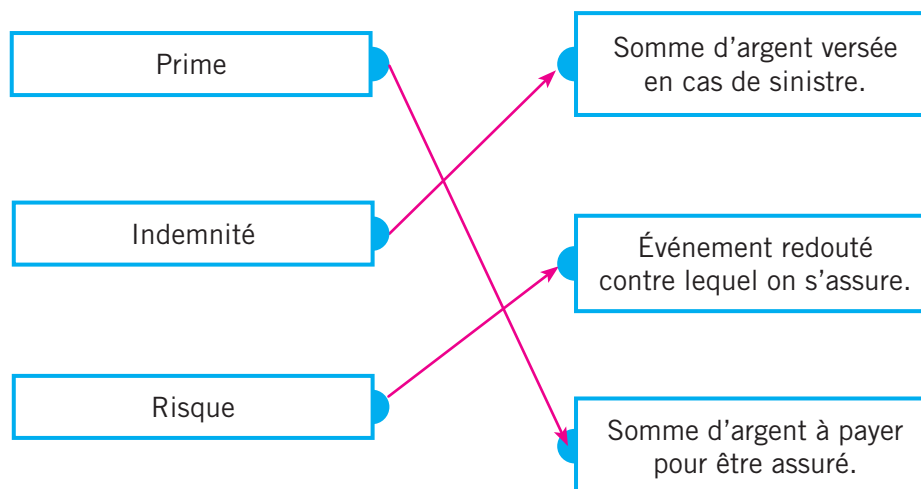 Prime
Somme d'argent versée
en cas de sinistre.
Indemnité
Événement redouté
contre lequel on s’assure.
Risque
Somme d'argent à payer
pour être assuré.